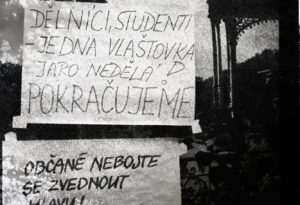 DĚLNÍCI, STUDENTI
- JEDNA VLAŠTOVKA
JARO NEDĚLÁ
POKRAČUJEME
OBČANÉ NEBOJTE
SE ZVEDNOUT
HLAVU!